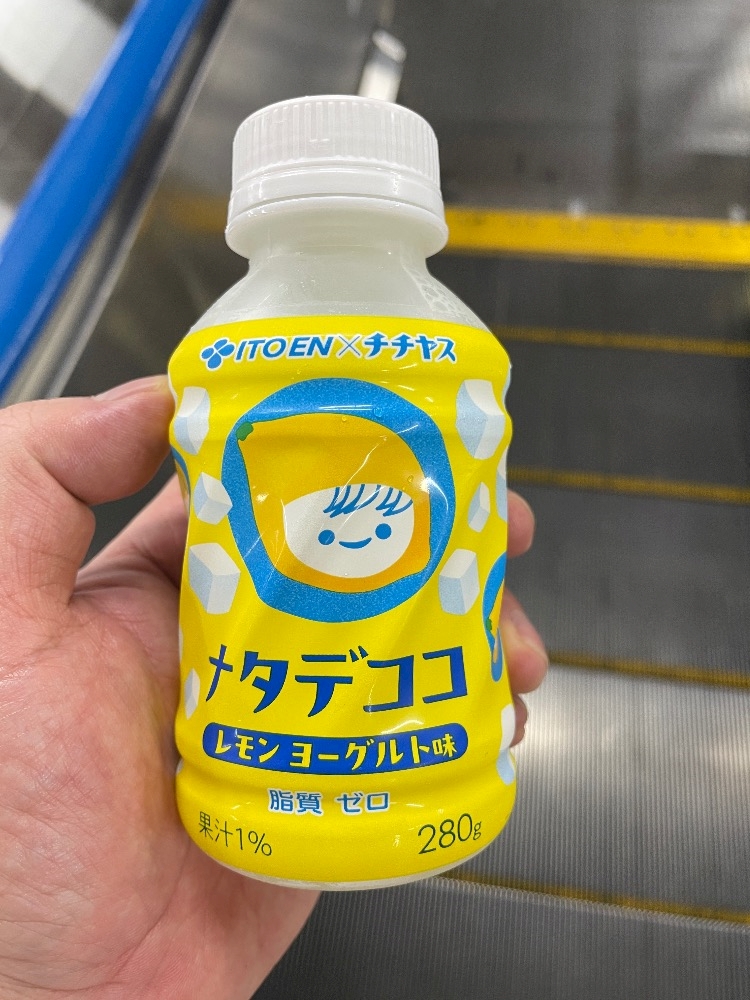 ITOEN×チチヤス
ナタデココ
レモン ヨーグルト味
脂質 ゼロ
果汁1% 280g